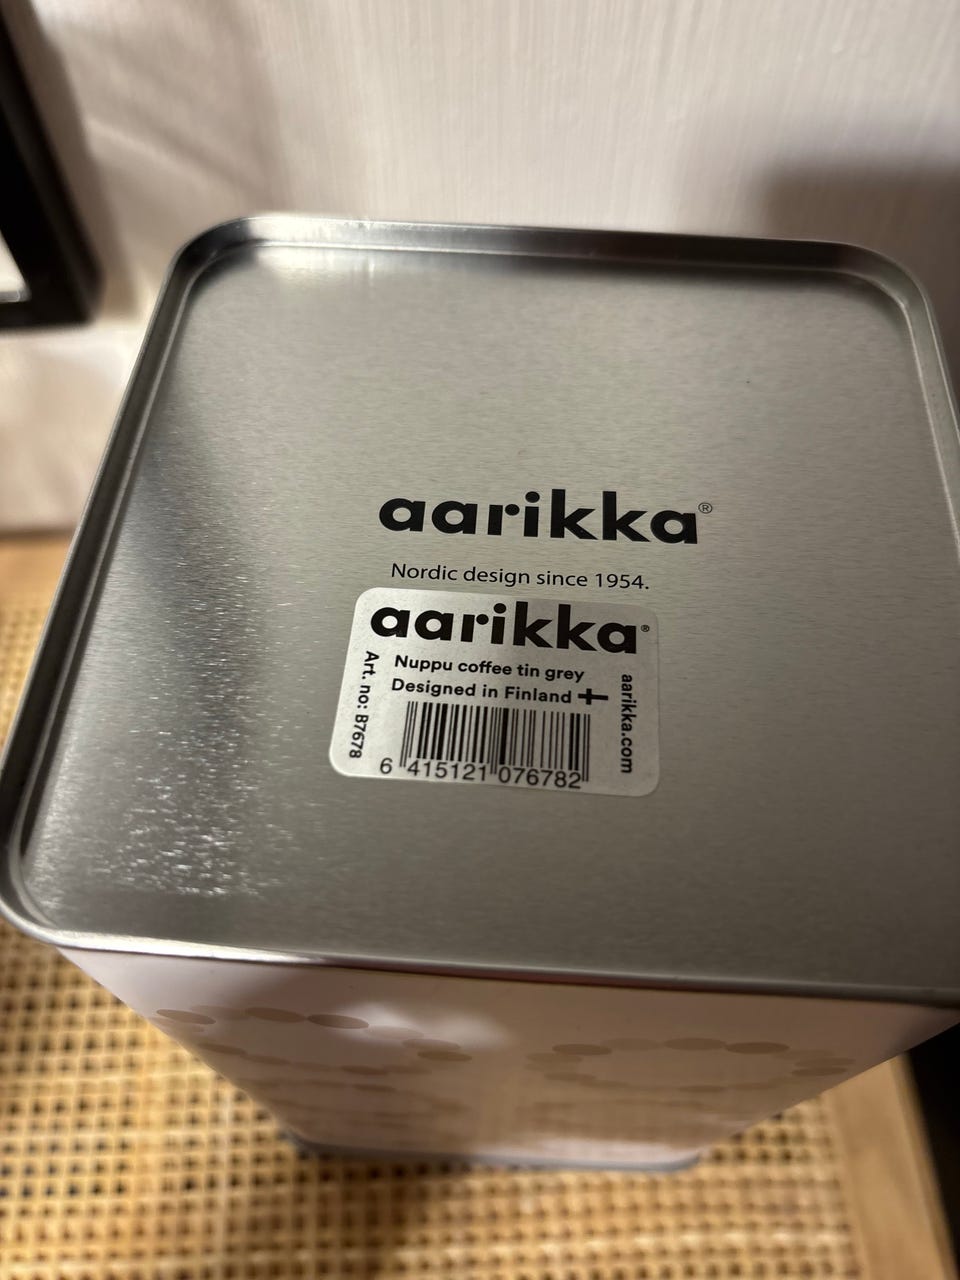 aarikka®
Nordic design since 1954.
aarikka®
Nuppu coffee tin grey
Designed in Finland
Art. no: B7678
aarikka.com
6 415121 076782